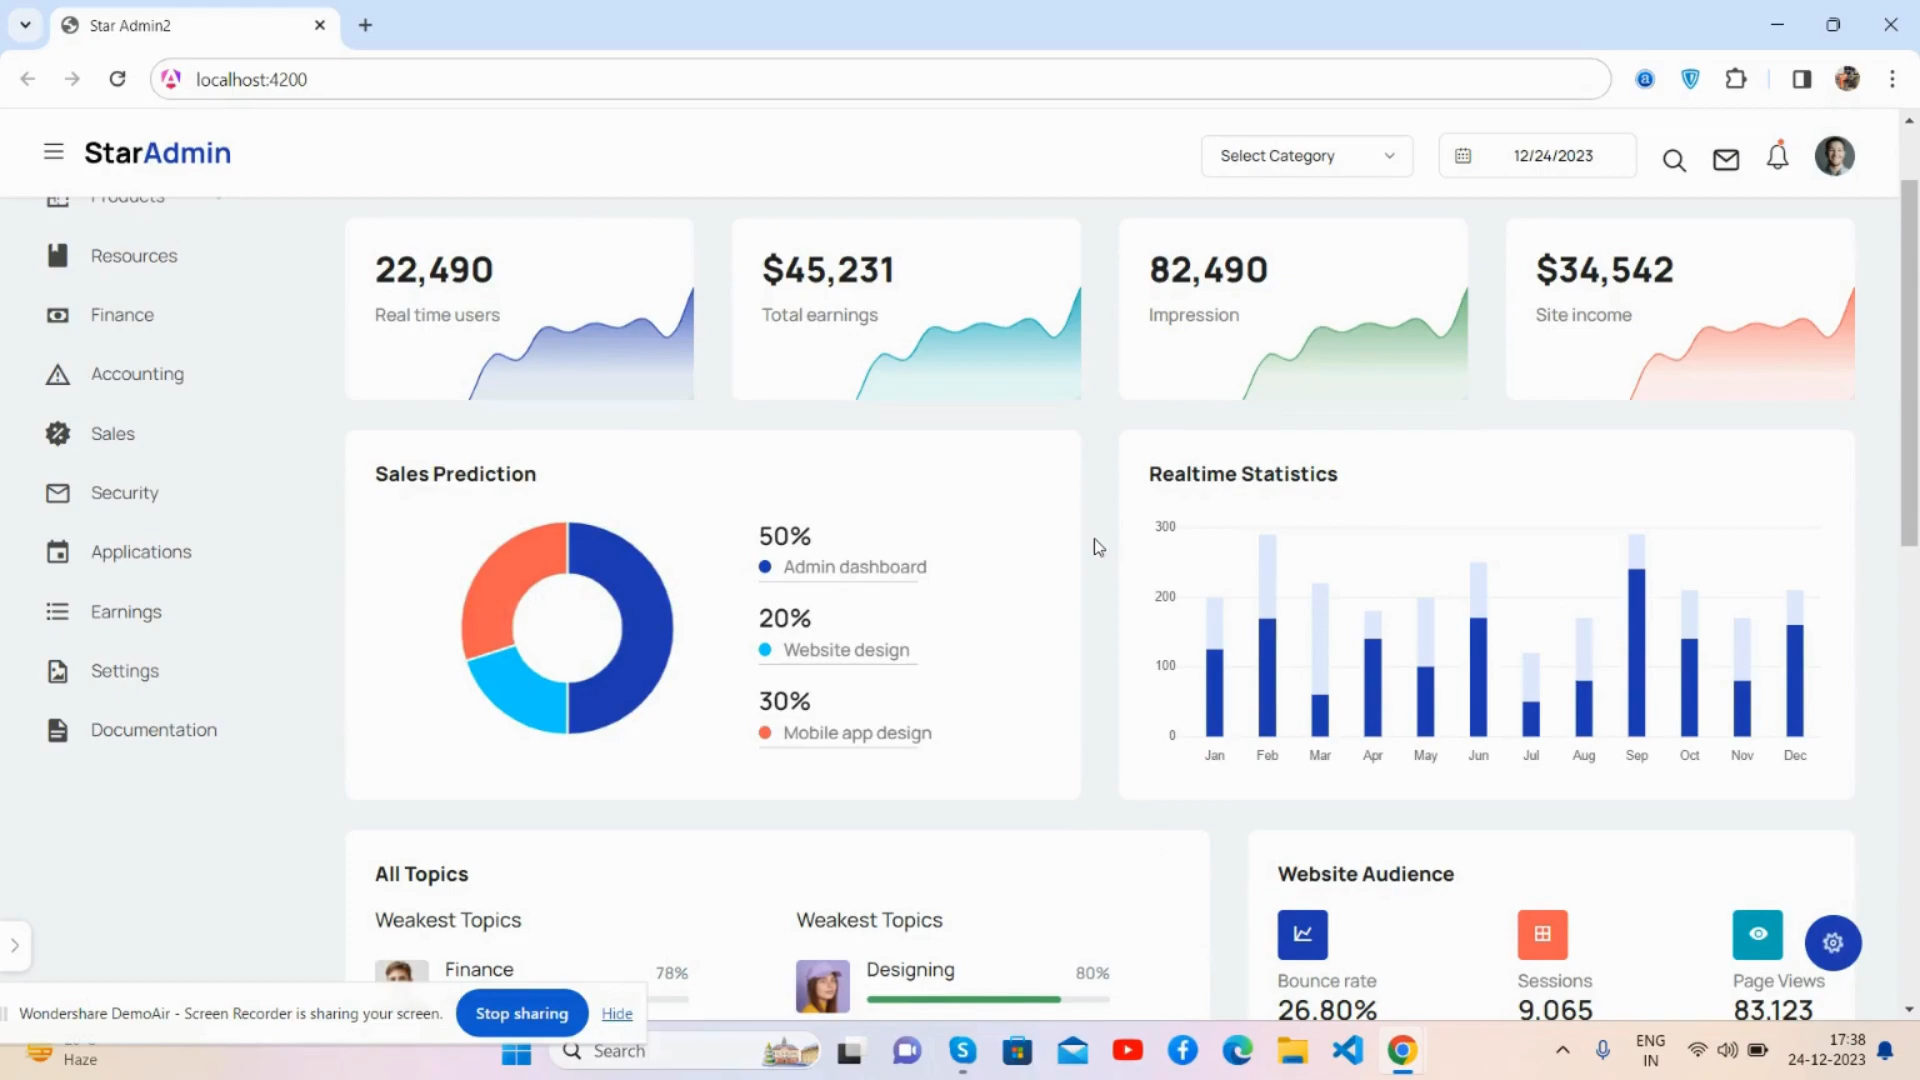 Star Admin2
localhost:4200
StarAdmin
Select Category
12/24/2023
Products
Resources
Finance
Accounting
Sales
Security
Applications
Earnings
Settings
Documentation
22,490
Real time users
$45,231
Total earnings
82,490
Impression
$34,542
Site income
Sales Prediction
50%
Admin dashboard
20%
Website design
30%
Mobile app design
Realtime Statistics
300
200
100
0
Jan Feb Mar Apr May Jun Jul Aug Sep Oct Nov Dec
All Topics
Weakest Topics
Finance 78%
Weakest Topics
Designing 80%
Website Audience
Bounce rate
26.80%
Sessions
9,065
Page Views
83,123
Wondershare DemoAir - Screen Recorder is sharing your screen.
Stop sharing
Hide
Haze
Search
ENG
IN
17:38
24-12-2023